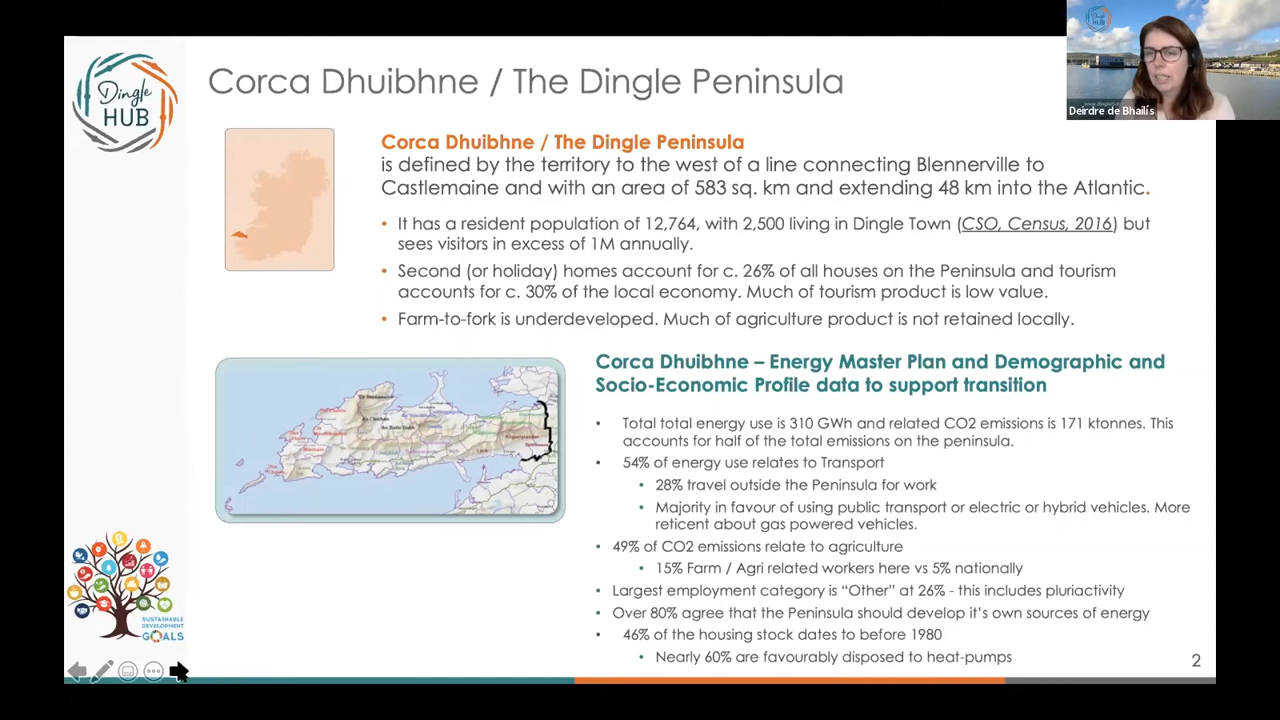 Dingle
HUB
Corca Dhuibhne / The Dingle Peninsula
Deirdre de Bhailís
Corca Dhuibhne / The Dingle Peninsula
is defined by the territory to the west of a line connecting Blennerville to
Castlemaine and with an area of 583 sq. km and extending 48 km into the Atlantic.
• It has a resident population of 12,764, with 2,500 living in Dingle Town (CSO, Census, 2016) but
sees visitors in excess of 1M annually.
• Second (or holiday) homes account for c. 26% of all houses on the Peninsula and tourism
accounts for c. 30% of the local economy. Much of tourism product is low value.
• Farm-to-fork is underdeveloped. Much of agriculture product is not retained locally.
Corca Dhuibhne – Energy Master Plan and Demographic and
Socio-Economic Profile data to support transition
• Total total energy use is 310 GWh and related CO2 emissions is 171 ktonnes. This
accounts for half of the total emissions on the peninsula.
• 54% of energy use relates to Transport
• 28% travel outside the Peninsula for work
• Majority in favour of using public transport or electric or hybrid vehicles. More
reticent about gas powered vehicles.
• 49% of CO2 emissions relate to agriculture
• 15% Farm / Agri related workers here vs 5% nationally
• Largest employment category is “Other” at 26% - this includes pluriactivity
• Over 80% agree that the Peninsula should develop it’s own sources of energy
• 46% of the housing stock dates to before 1980
• Nearly 60% are favourably disposed to heat-pumps
SUSTAINABLE
DEVELOPMENT
GOALS
2